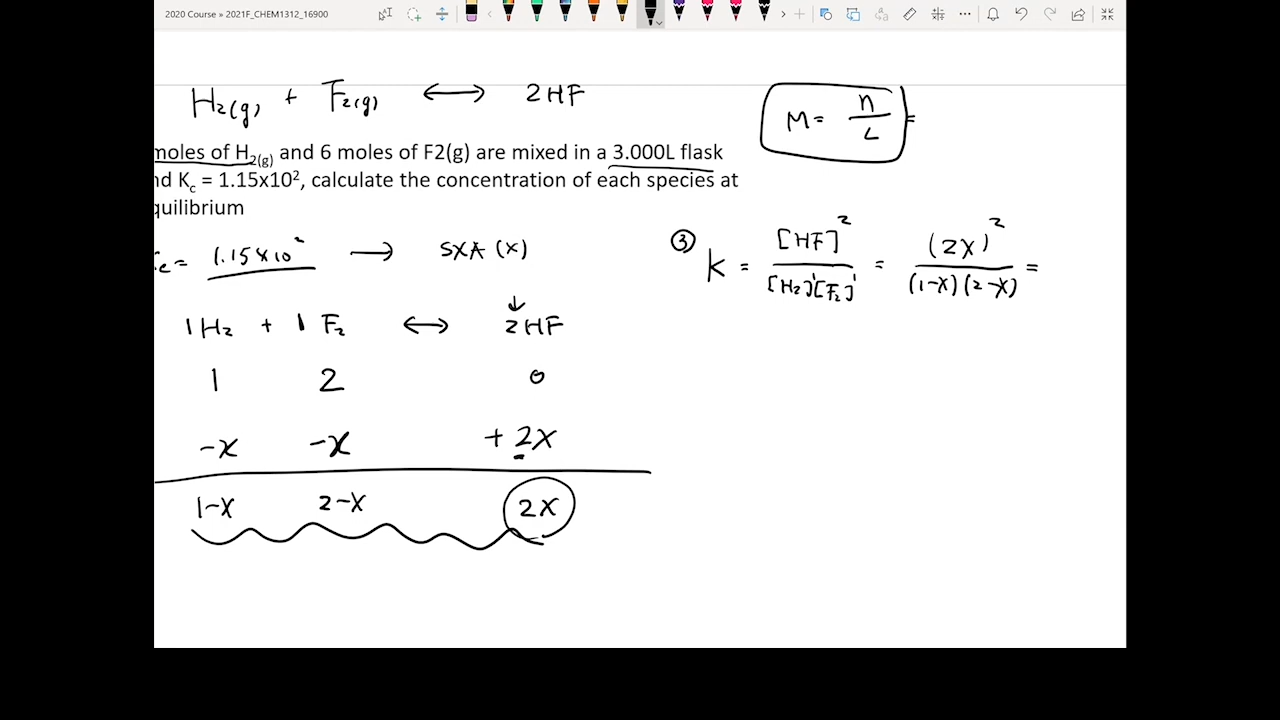 2020 Course » 2021F_CHEM1312_16900
H2(g) + F2(g) ⟷ 2HF
M = n/L =
moles of H2(g) and 6 moles of F2(g) are mixed in a 3.000L flask
nd Kc = 1.15x10², calculate the concentration of each species at
quilibrium
c = 1.15x10² → SXA (x)
③ K = [HF]² / [H2]¹[F2]¹ = (2x)² / (1-x)(2-x) =
1H2 + 1F2 ⟷ 2HF
1 2 0
-x -x +2x
1-x 2-x 2x